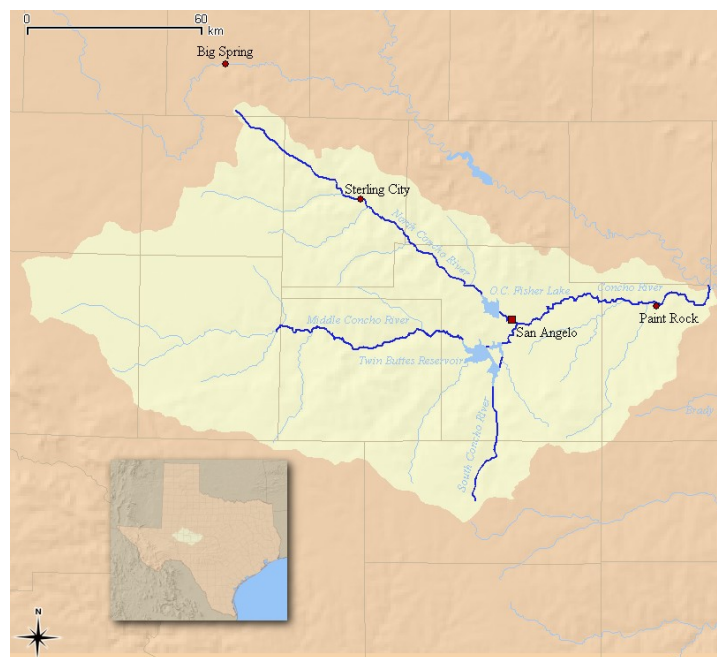 0 60
km
Big Spring
Sterling City
North Concho River
O.C. Fisher Lake
Concho River
Paint Rock
San Angelo
Middle Concho River
Twin Buttes Reservoir
South Concho River
Brady
N